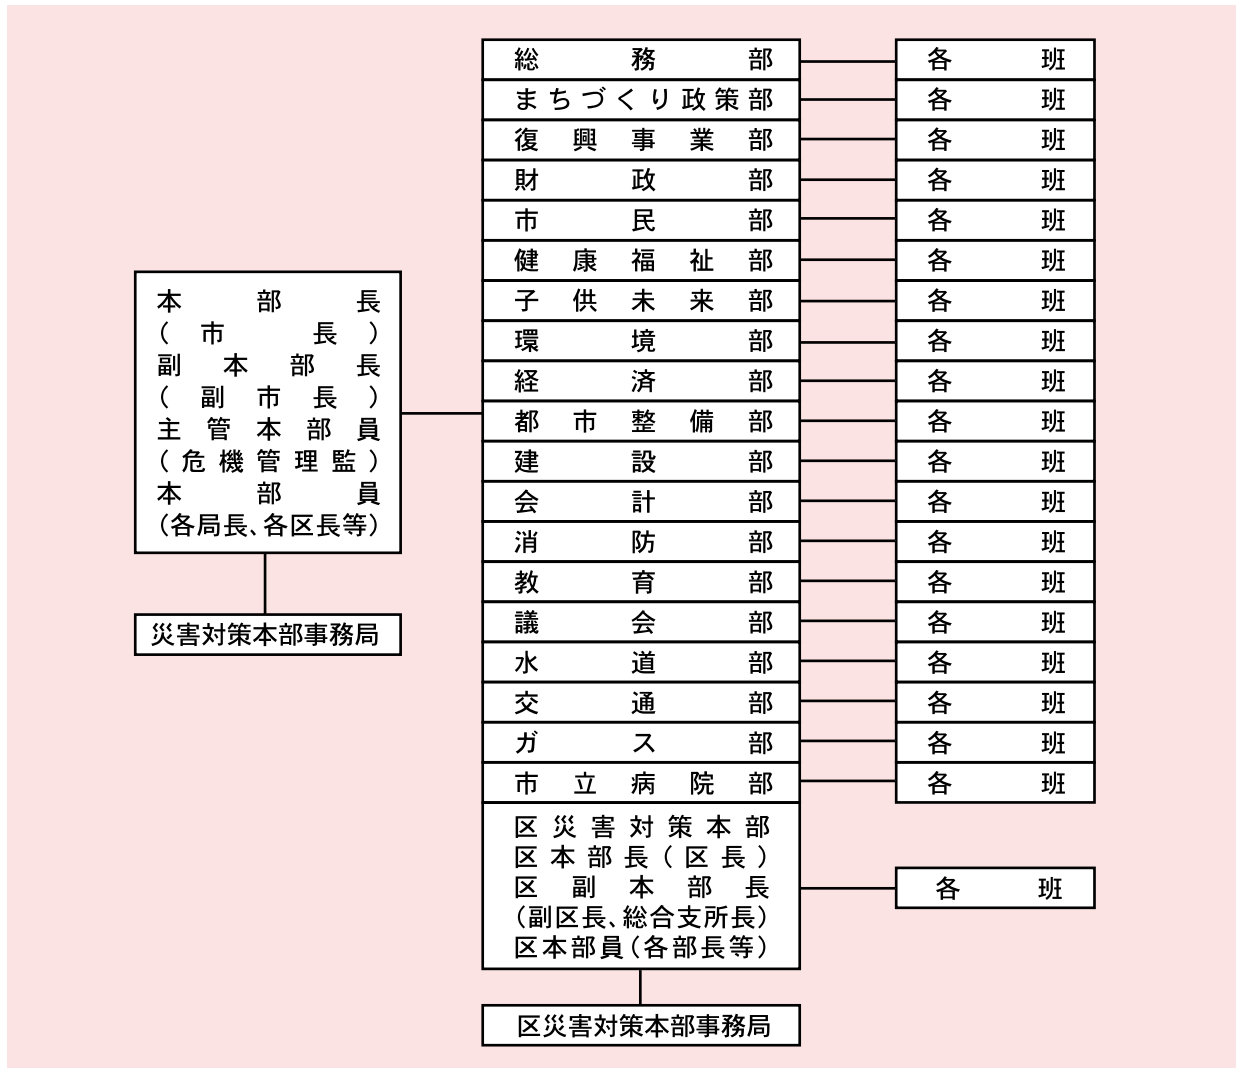 本部長
(市長)
副本部長
(副市長)
主管本部員
(危機管理監)
本部員
(各局長、各区長等)
災害対策本部事務局
総務部
各班
まちづくり政策部
各班
復興事業部
各班
財政部
各班
市民部
各班
健康福祉部
各班
子供未来部
各班
環境部
各班
経済部
各班
都市整備部
各班
建設部
各班
会計部
各班
消防部
各班
教育部
各班
議会部
各班
水道部
各班
交通部
各班
ガス部
各班
市立病院部
各班
区災害対策本部
区本部長(区長)
区副本部長
(副区長、総合支所長)
区本部員(各部長等)
各班
区災害対策本部事務局